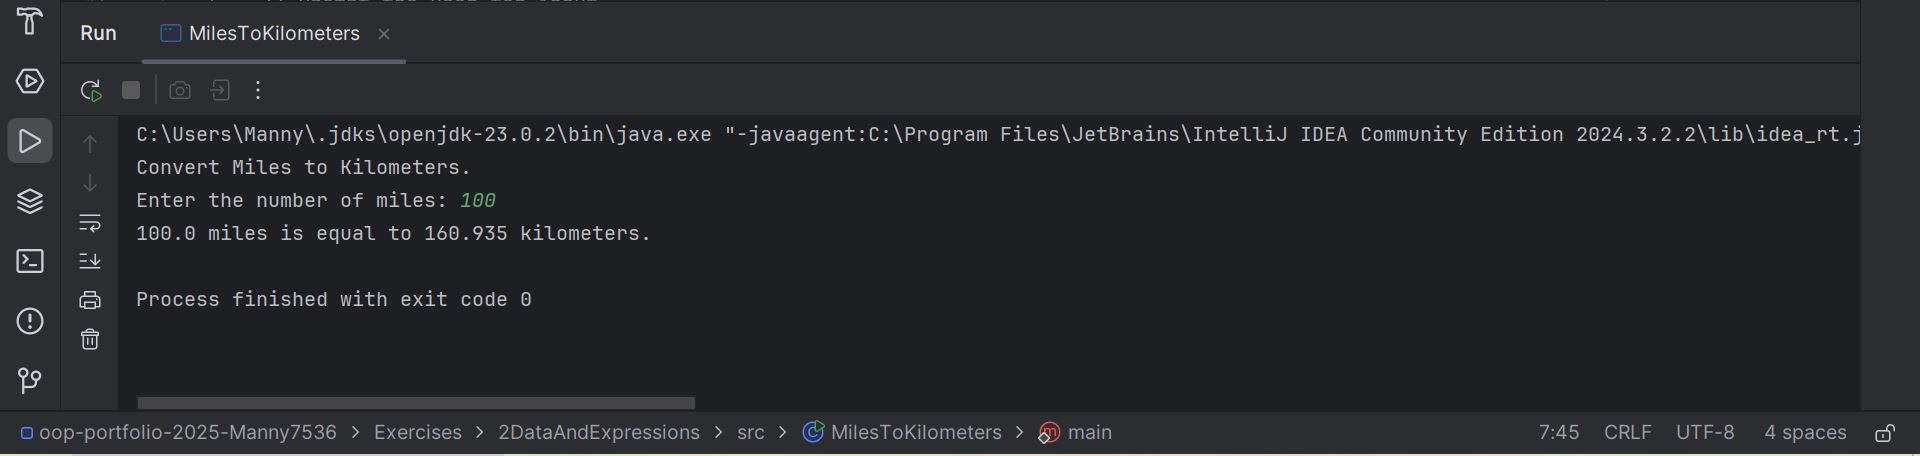 Run MilesToKilometers
C:\Users\Manny\.jdks\openjdk-23.0.2\bin\java.exe "-javaagent:C:\Program Files\JetBrains\IntelliJ IDEA Community Edition 2024.3.2.2\lib\idea_rt.j
Convert Miles to Kilometers.
Enter the number of miles: 100
100.0 miles is equal to 160.935 kilometers.
Process finished with exit code 0
oop-portfolio-2025-Manny7536 > Exercises > 2DataAndExpressions > src > MilesToKilometers > main 7:45 CRLF UTF-8 4 spaces